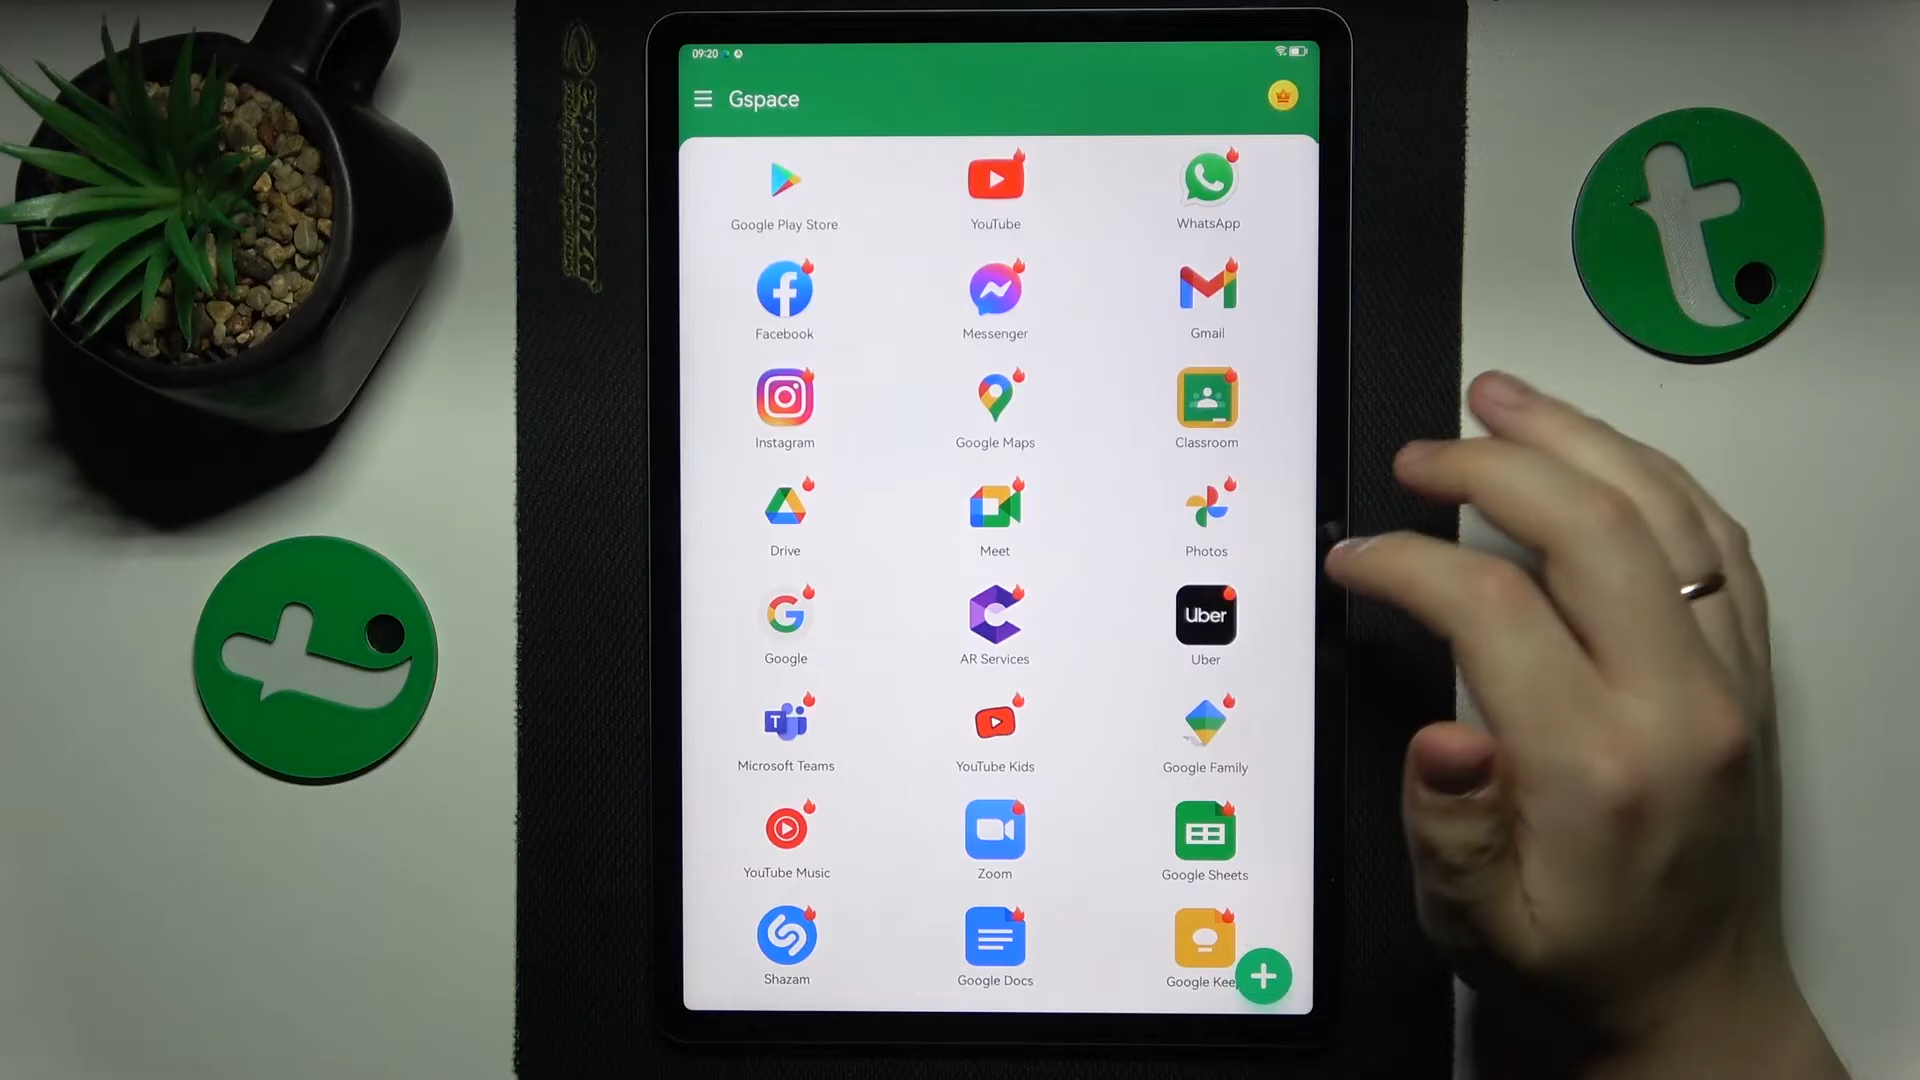 esperanza
09:20
Gspace
Google Play Store
YouTube
WhatsApp
Facebook
Messenger
Gmail
Instagram
Google Maps
Classroom
Drive
Meet
Photos
Google
AR Services
Uber
Uber
Microsoft Teams
YouTube Kids
Google Family
YouTube Music
Zoom
Google Sheets
Shazam
Google Docs
Google Kee